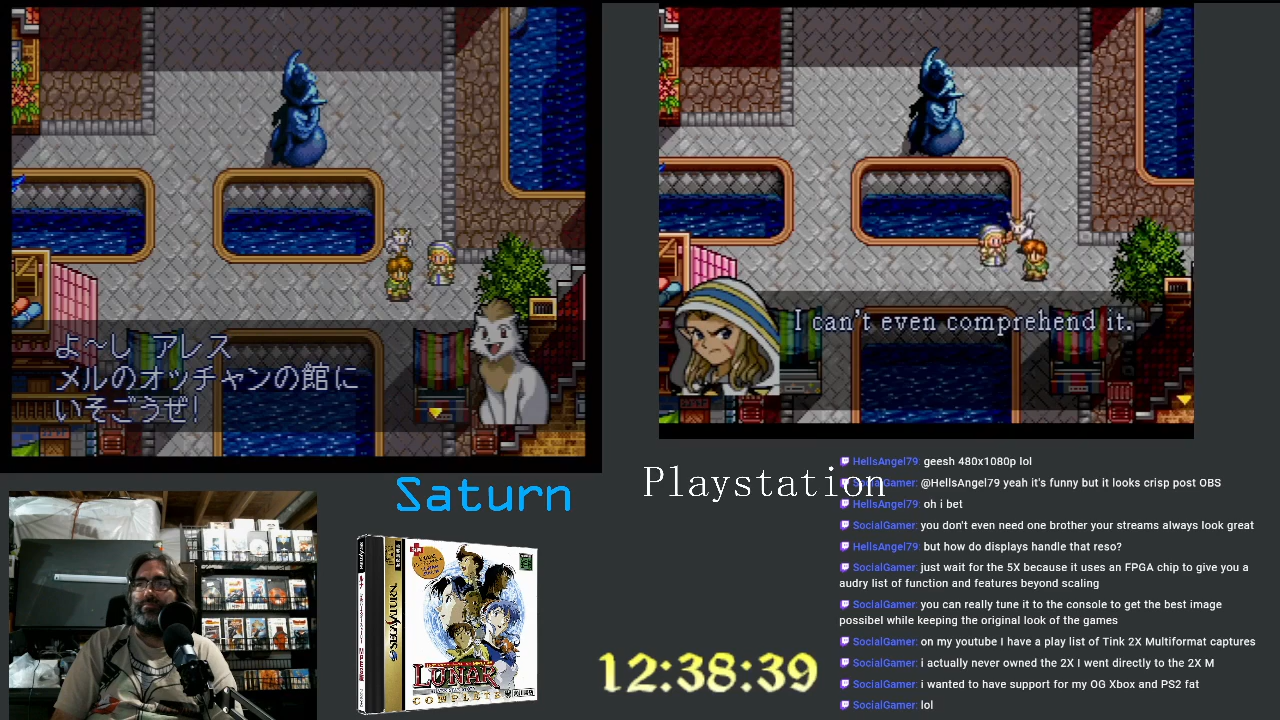 よ〜し アレス
メルのオッチャンの館に
いそごうぜ!
I can't even comprehend it.
Saturn
Playstation
HellsAngel79: geesh 480x1080p lol
SocialGamer: @HellsAngel79 yeah it's funny but it looks crisp post OBS
HellsAngel79: oh i bet
SocialGamer: you don't even need one brother your streams always look great
HellsAngel79: but how do displays handle that reso?
SocialGamer: just wait for the 5X because it uses an FPGA chip to give you a
audry list of function and features beyond scaling
SocialGamer: you can really tune it to the console to get the best image
possibel while keeping the original look of the games
SocialGamer: on my youtube I have a play list of Tink 2X Multiformat captures
SocialGamer: i actually never owned the 2X I went directly to the 2X M
SocialGamer: i wanted to have support for my OG Xbox and PS2 fat
SocialGamer: lol
LUNAR
COMPLETE
12:38:39